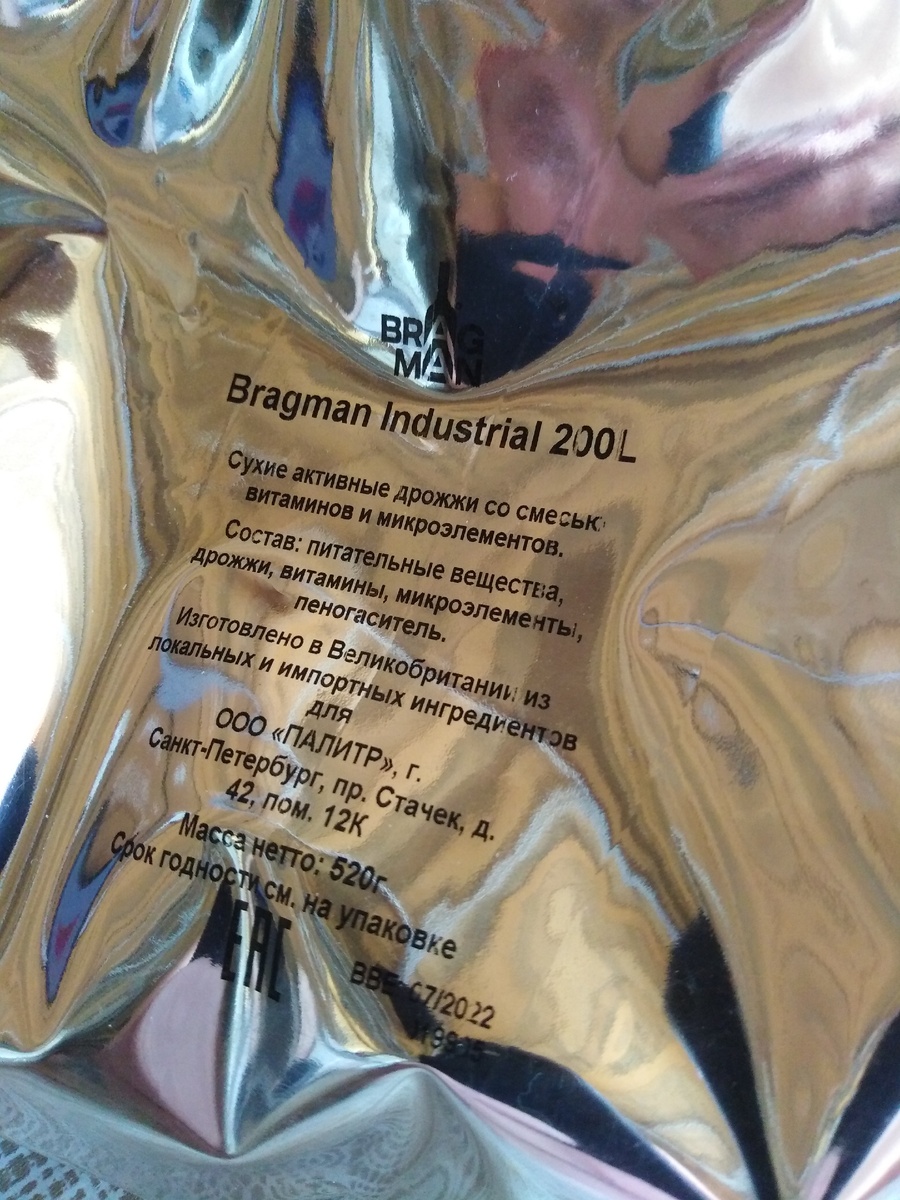 BRAG
MAN
Bragman Industrial 200L
Сухие активные дрожжи со смесью
витаминов и микроэлементов.
Состав: питательные вещества,
дрожжи, витамины, микроэлементы,
пеногаситель.
Изготовлено в Великобритании из
локальных и импортных ингредиентов
для
ООО «ПАЛИТР», г.
Санкт-Петербург, пр. Стачек, д.
42, пом. 12К
Масса нетто: 520г
Срок годности см. на упаковке
EAC
BBE 07/2022